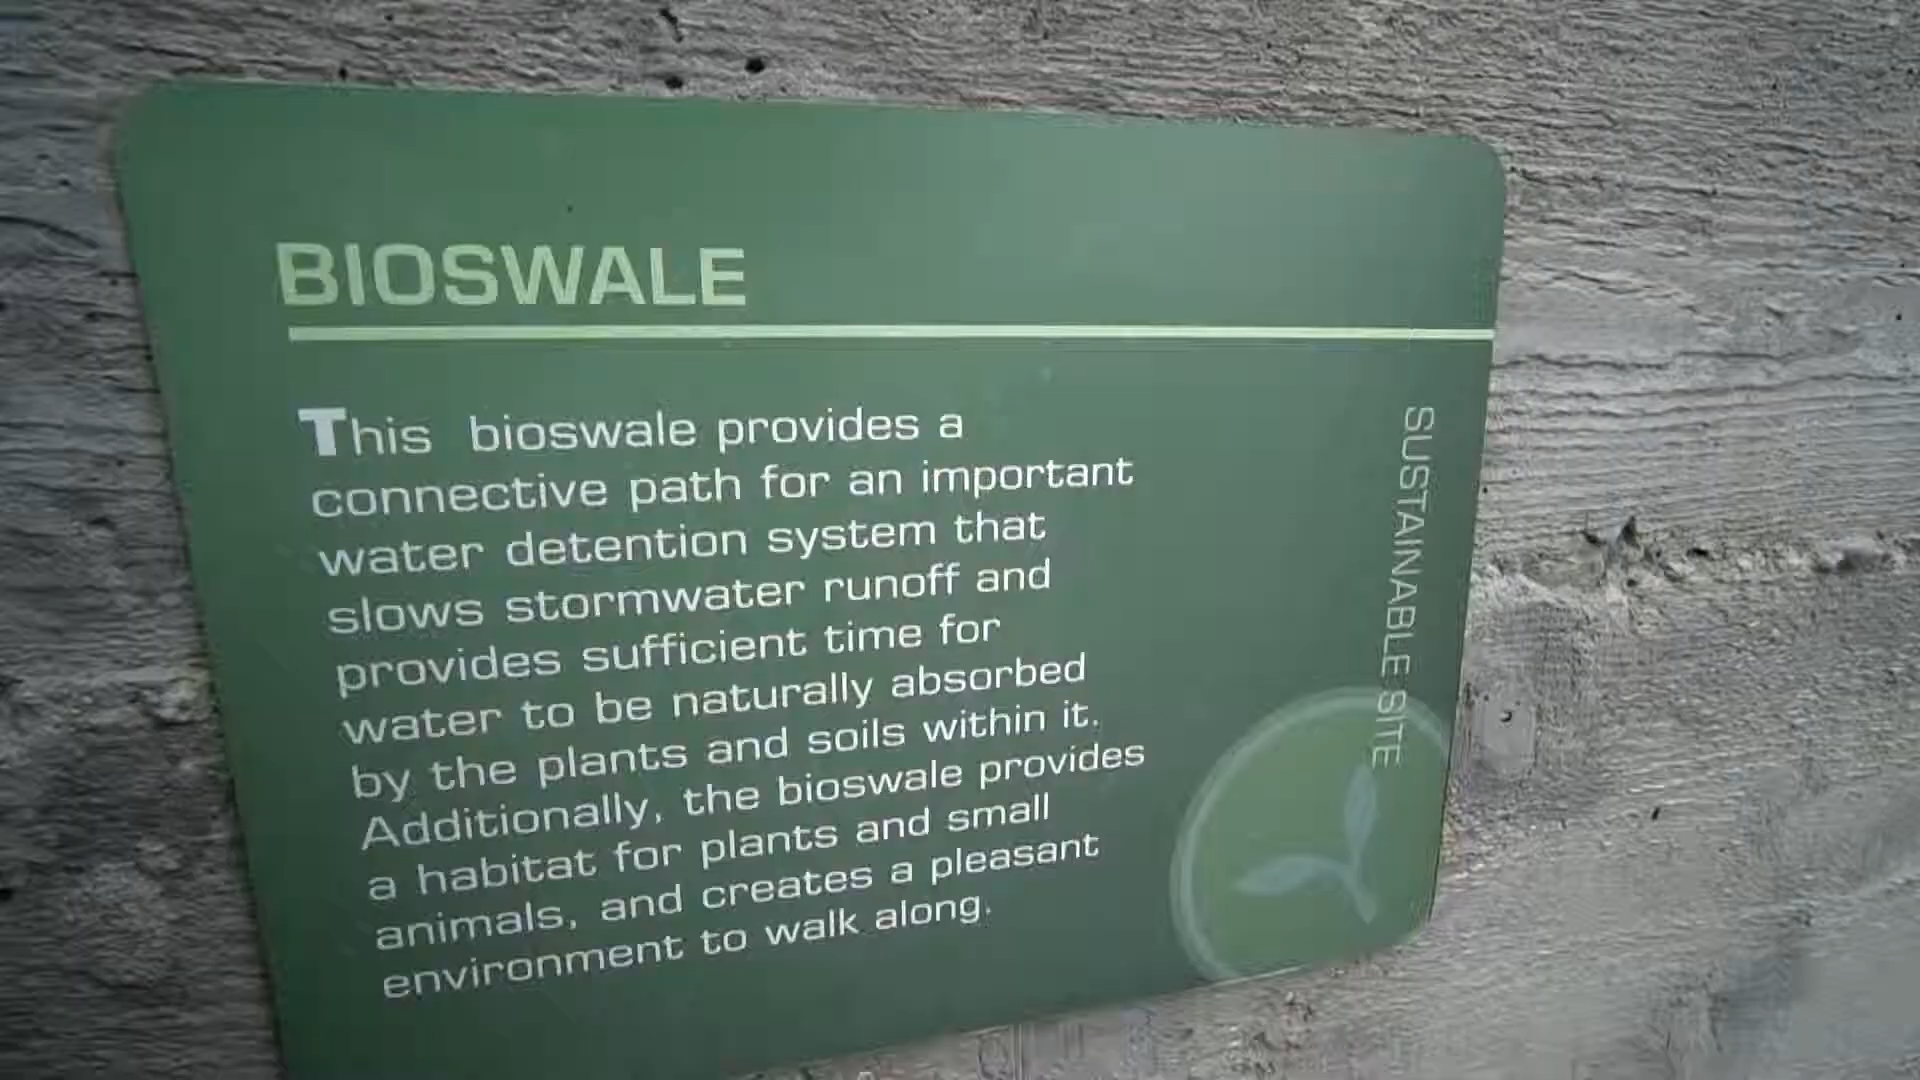 BIOSWALE
This bioswale provides a
connective path for an important
water detention system that
slows stormwater runoff and
provides sufficient time for
water to be naturally absorbed
by the plants and soils within it.
Additionally, the bioswale provides
a habitat for plants and small
animals, and creates a pleasant
environment to walk along.
SUSTAINABLE SITE